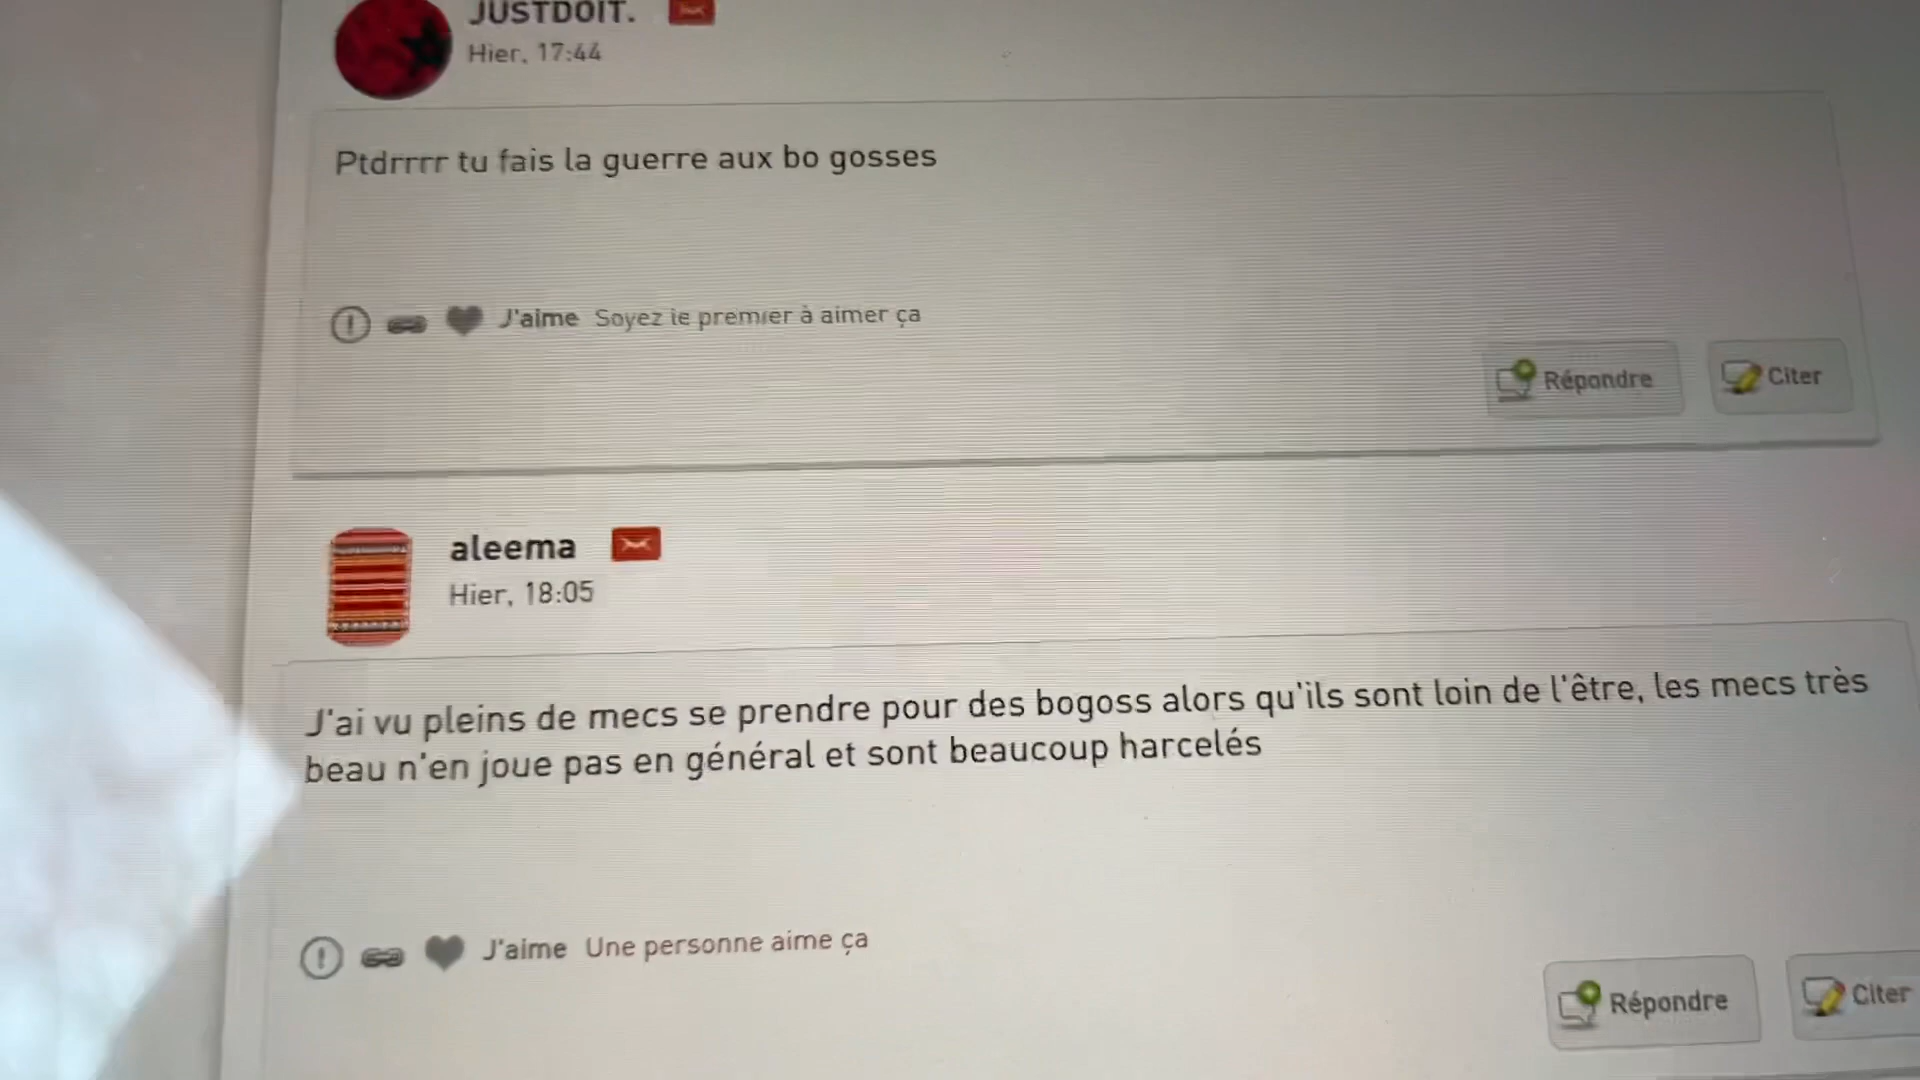 JUSTDOIT.
Hier, 17:44
Ptdrrrr tu fais la guerre aux bo gosses
J'aime Soyez le premier à aimer ça
Répondre Citer
aleema
Hier, 18:05
J'ai vu pleins de mecs se prendre pour des bogoss alors qu'ils sont loin de l'être, les mecs très
beau n'en joue pas en général et sont beaucoup harcelés
J'aime Une personne aime ça
Répondre Citer